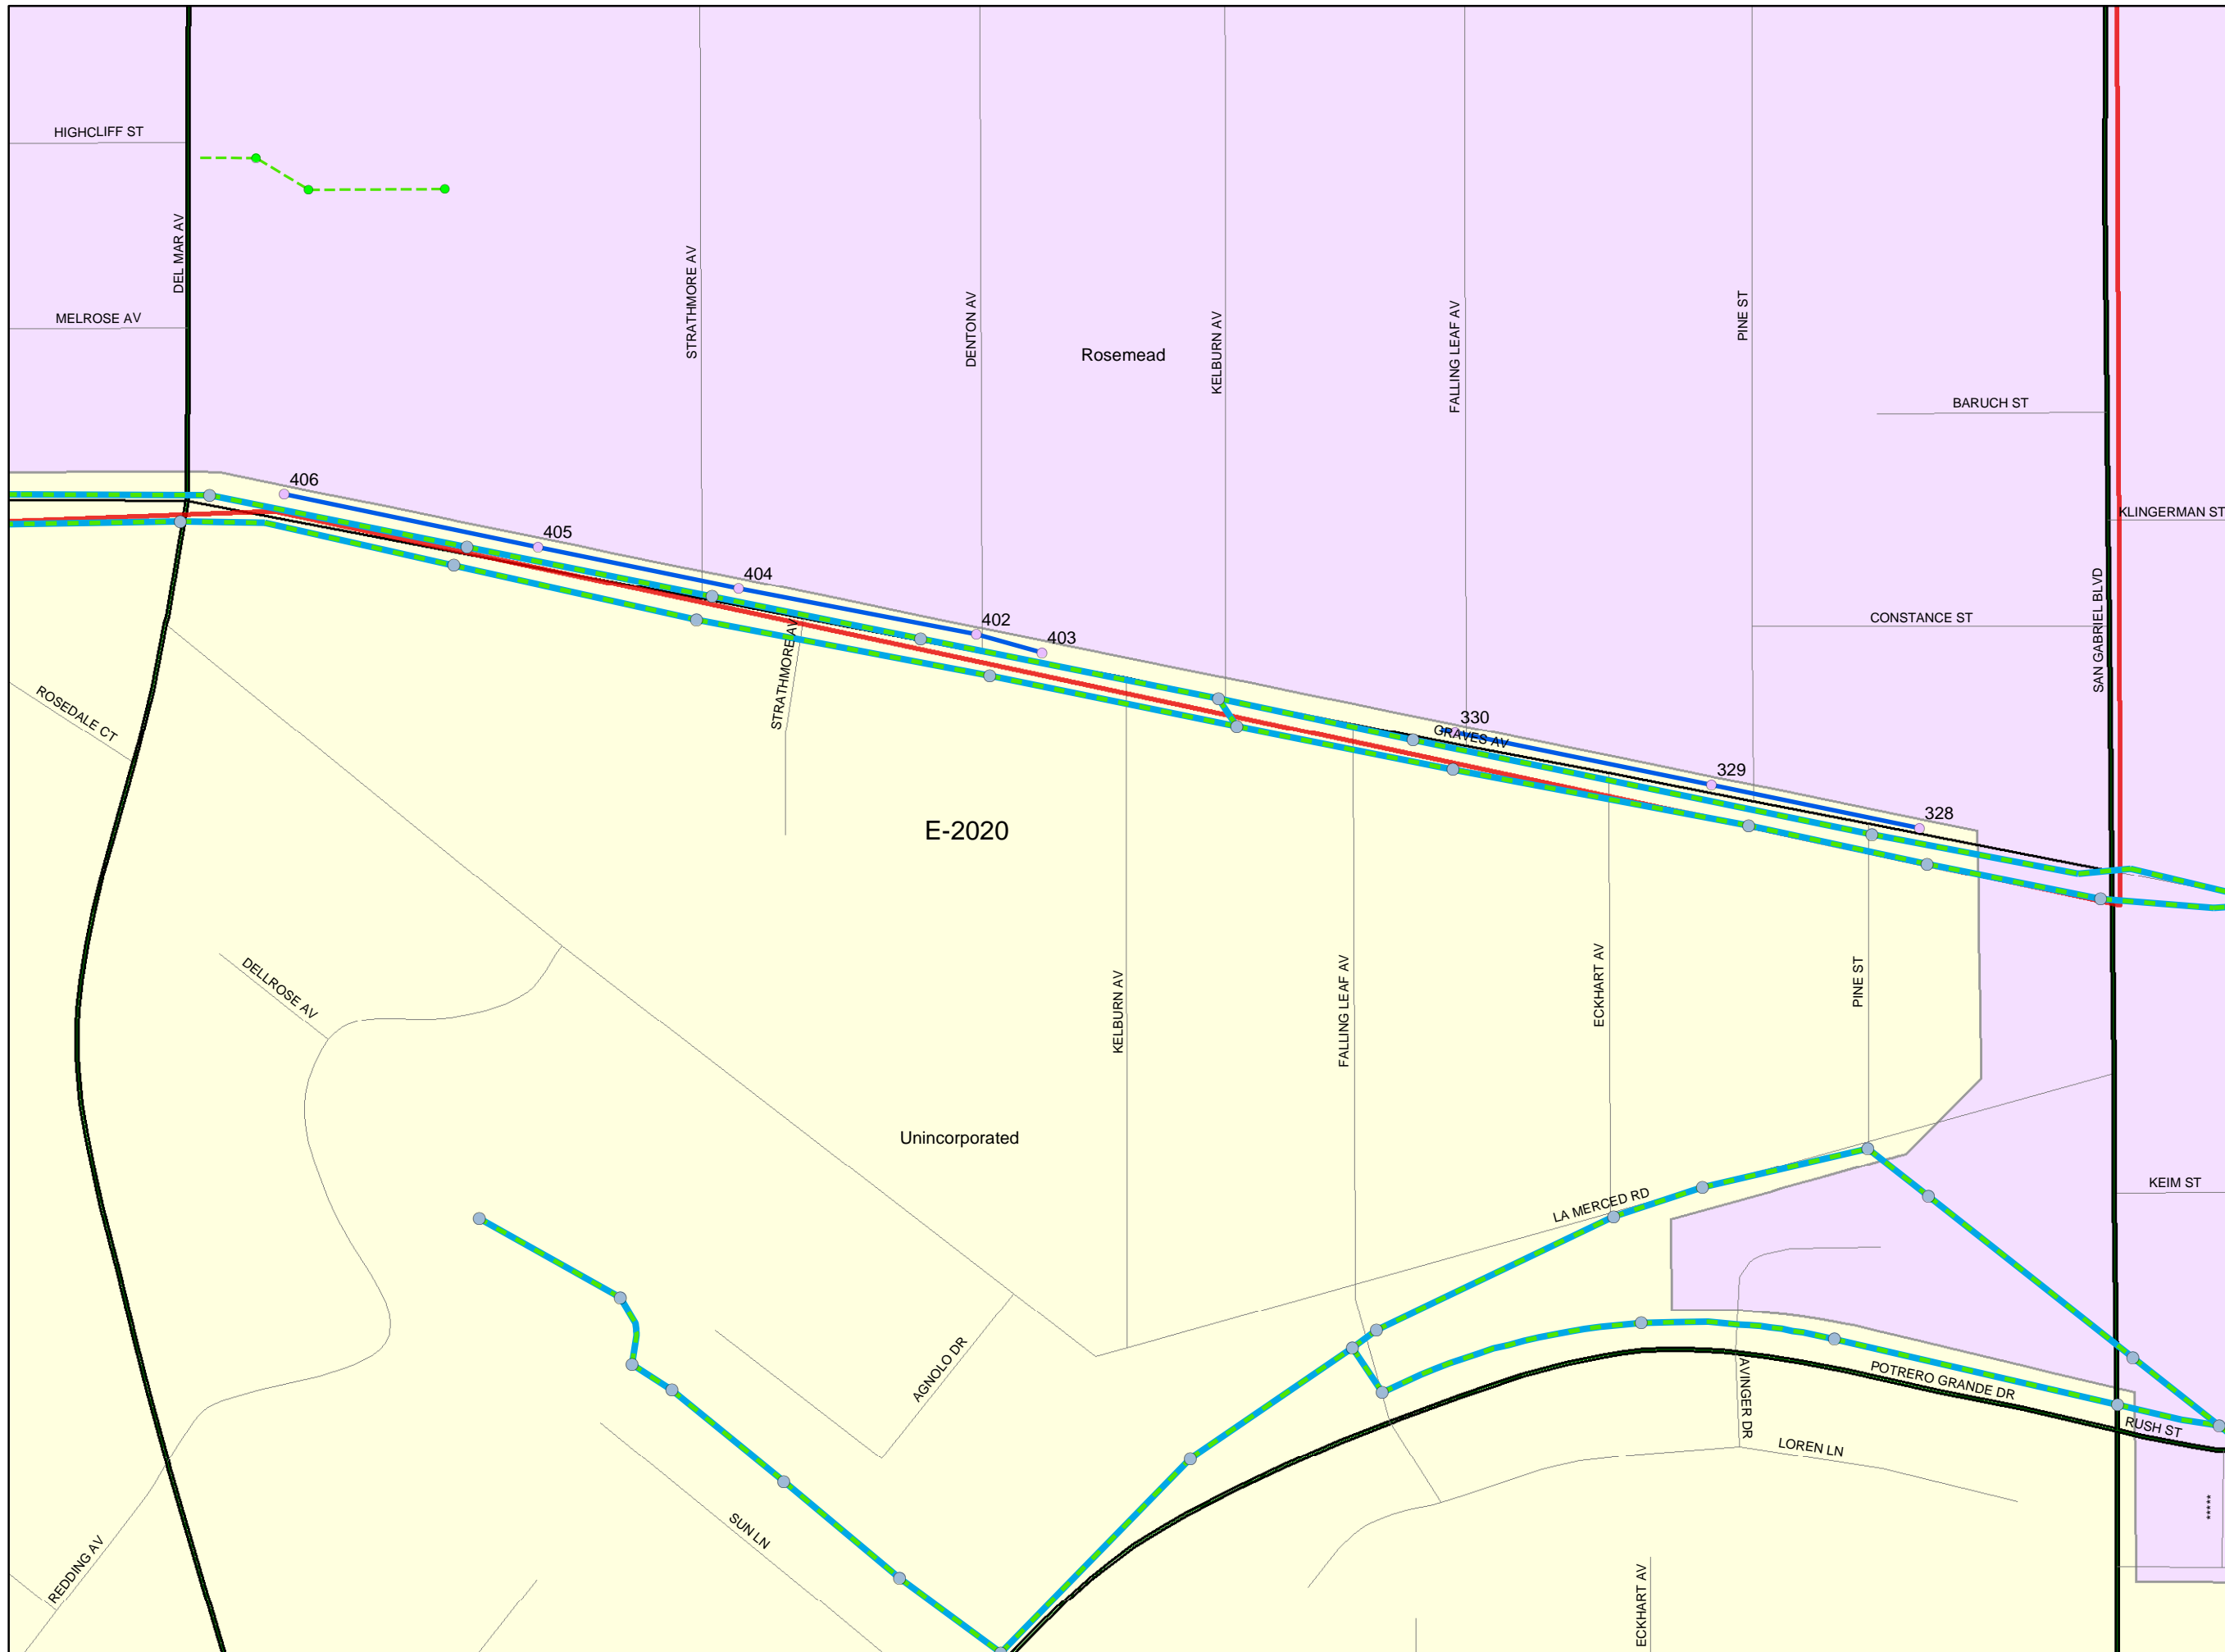 HIGHCLIFF ST
DEL MAR AV
MELROSE AV
STRATHMORE AV
DENTON AV
KELBURN AV
FALLING LEAF AV
PINE ST
Rosemead
BARUCH ST
KLINGERMAN ST
406
405
404
402
403
CONSTANCE ST
SAN GABRIEL BLVD
STRATHMORE AV
ROSEDALE CT
330
GRAVES AV
329
328
E-2020
DELLROSE AV
KELBURN AV
FALLING LEAF AV
ECKHART AV
PINE ST
Unincorporated
LA MERCED RD
KEIM ST
AGNOLO DR
AVINGER DR
POTRERO GRANDE DR
RUSH ST
LOREN LN
*****
SUN LN
REDDING AV
ECKHART AV